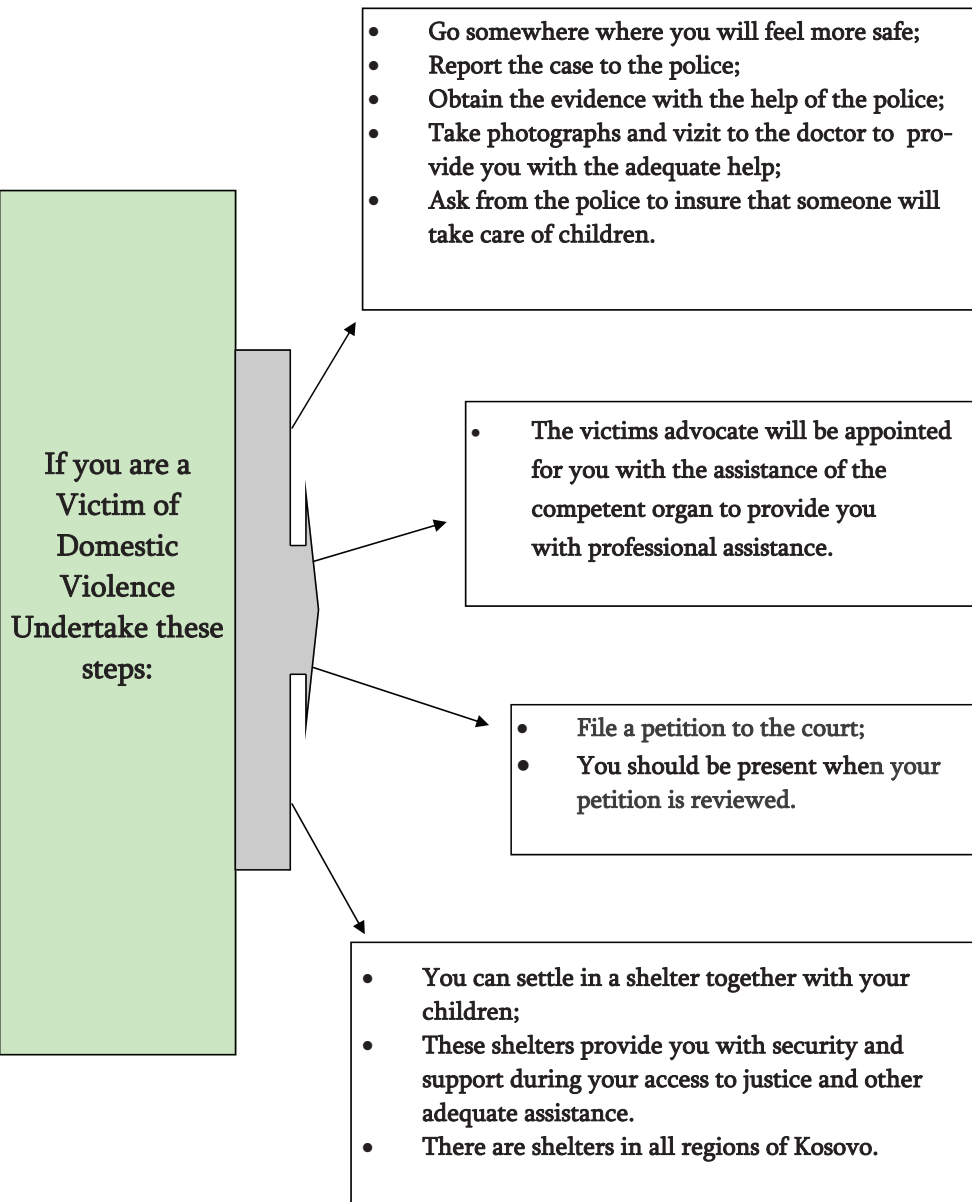 • Go somewhere where you will feel more safe;
• Report the case to the police;
• Obtain the evidence with the help of the police;
• Take photographs and vizit to the doctor to pro-
vide you with the adequate help;
• Ask from the police to insure that someone will
take care of children.
If you are a
Victim of
Domestic
Violence
Undertake these
steps:
• The victims advocate will be appointed
for you with the assistance of the
competent organ to provide you
with professional assistance.
• File a petition to the court;
• You should be present when your
petition is reviewed.
• You can settle in a shelter together with your
children;
• These shelters provide you with security and
support during your access to justice and other
adequate assistance.
• There are shelters in all regions of Kosovo.